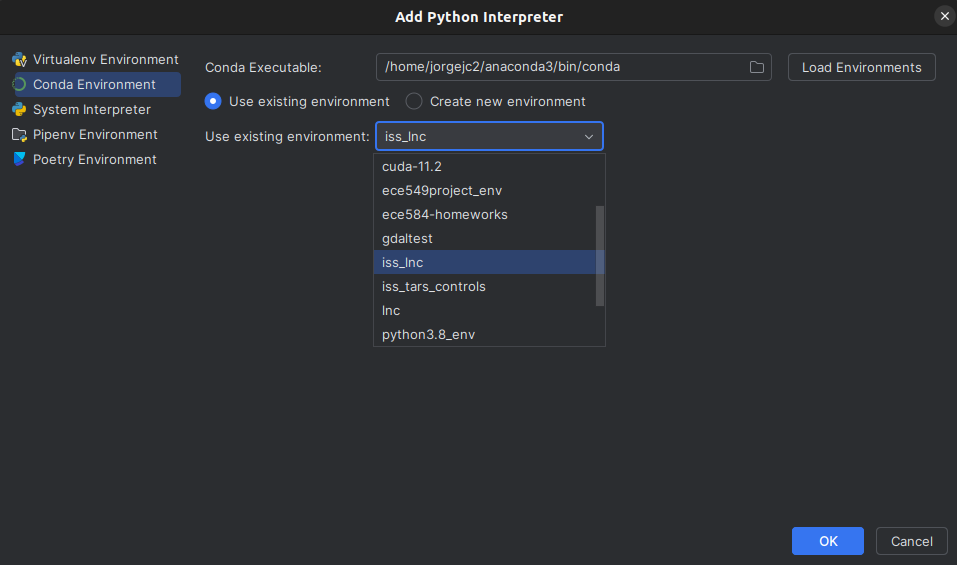 Add Python Interpreter
Virtualenv Environment
Conda Environment
System Interpreter
Pipenv Environment
Poetry Environment
Conda Executable: /home/jorgejc2/anaconda3/bin/conda Load Environments
Use existing environment Create new environment
Use existing environment: iss_lnc
cuda-11.2
ece549project_env
ece584-homeworks
gdaltest
iss_lnc
iss_tars_controls
lnc
python3.8_env
OK Cancel